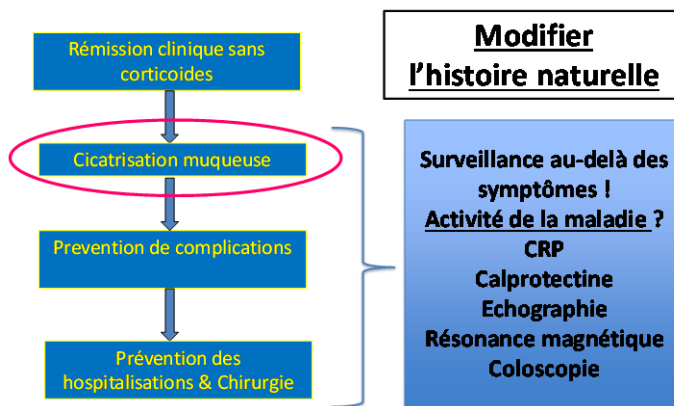 Modifier
l'histoire naturelle
Rémission clinique sans
corticoides
Cicatrisation muqueuse
Prevention de complications
Prévention des
hospitalisations & Chirurgie
Surveillance au-delà des
symptômes !
Activité de la maladie ?
CRP
Calprotectine
Echographie
Résonance magnétique
Coloscopie